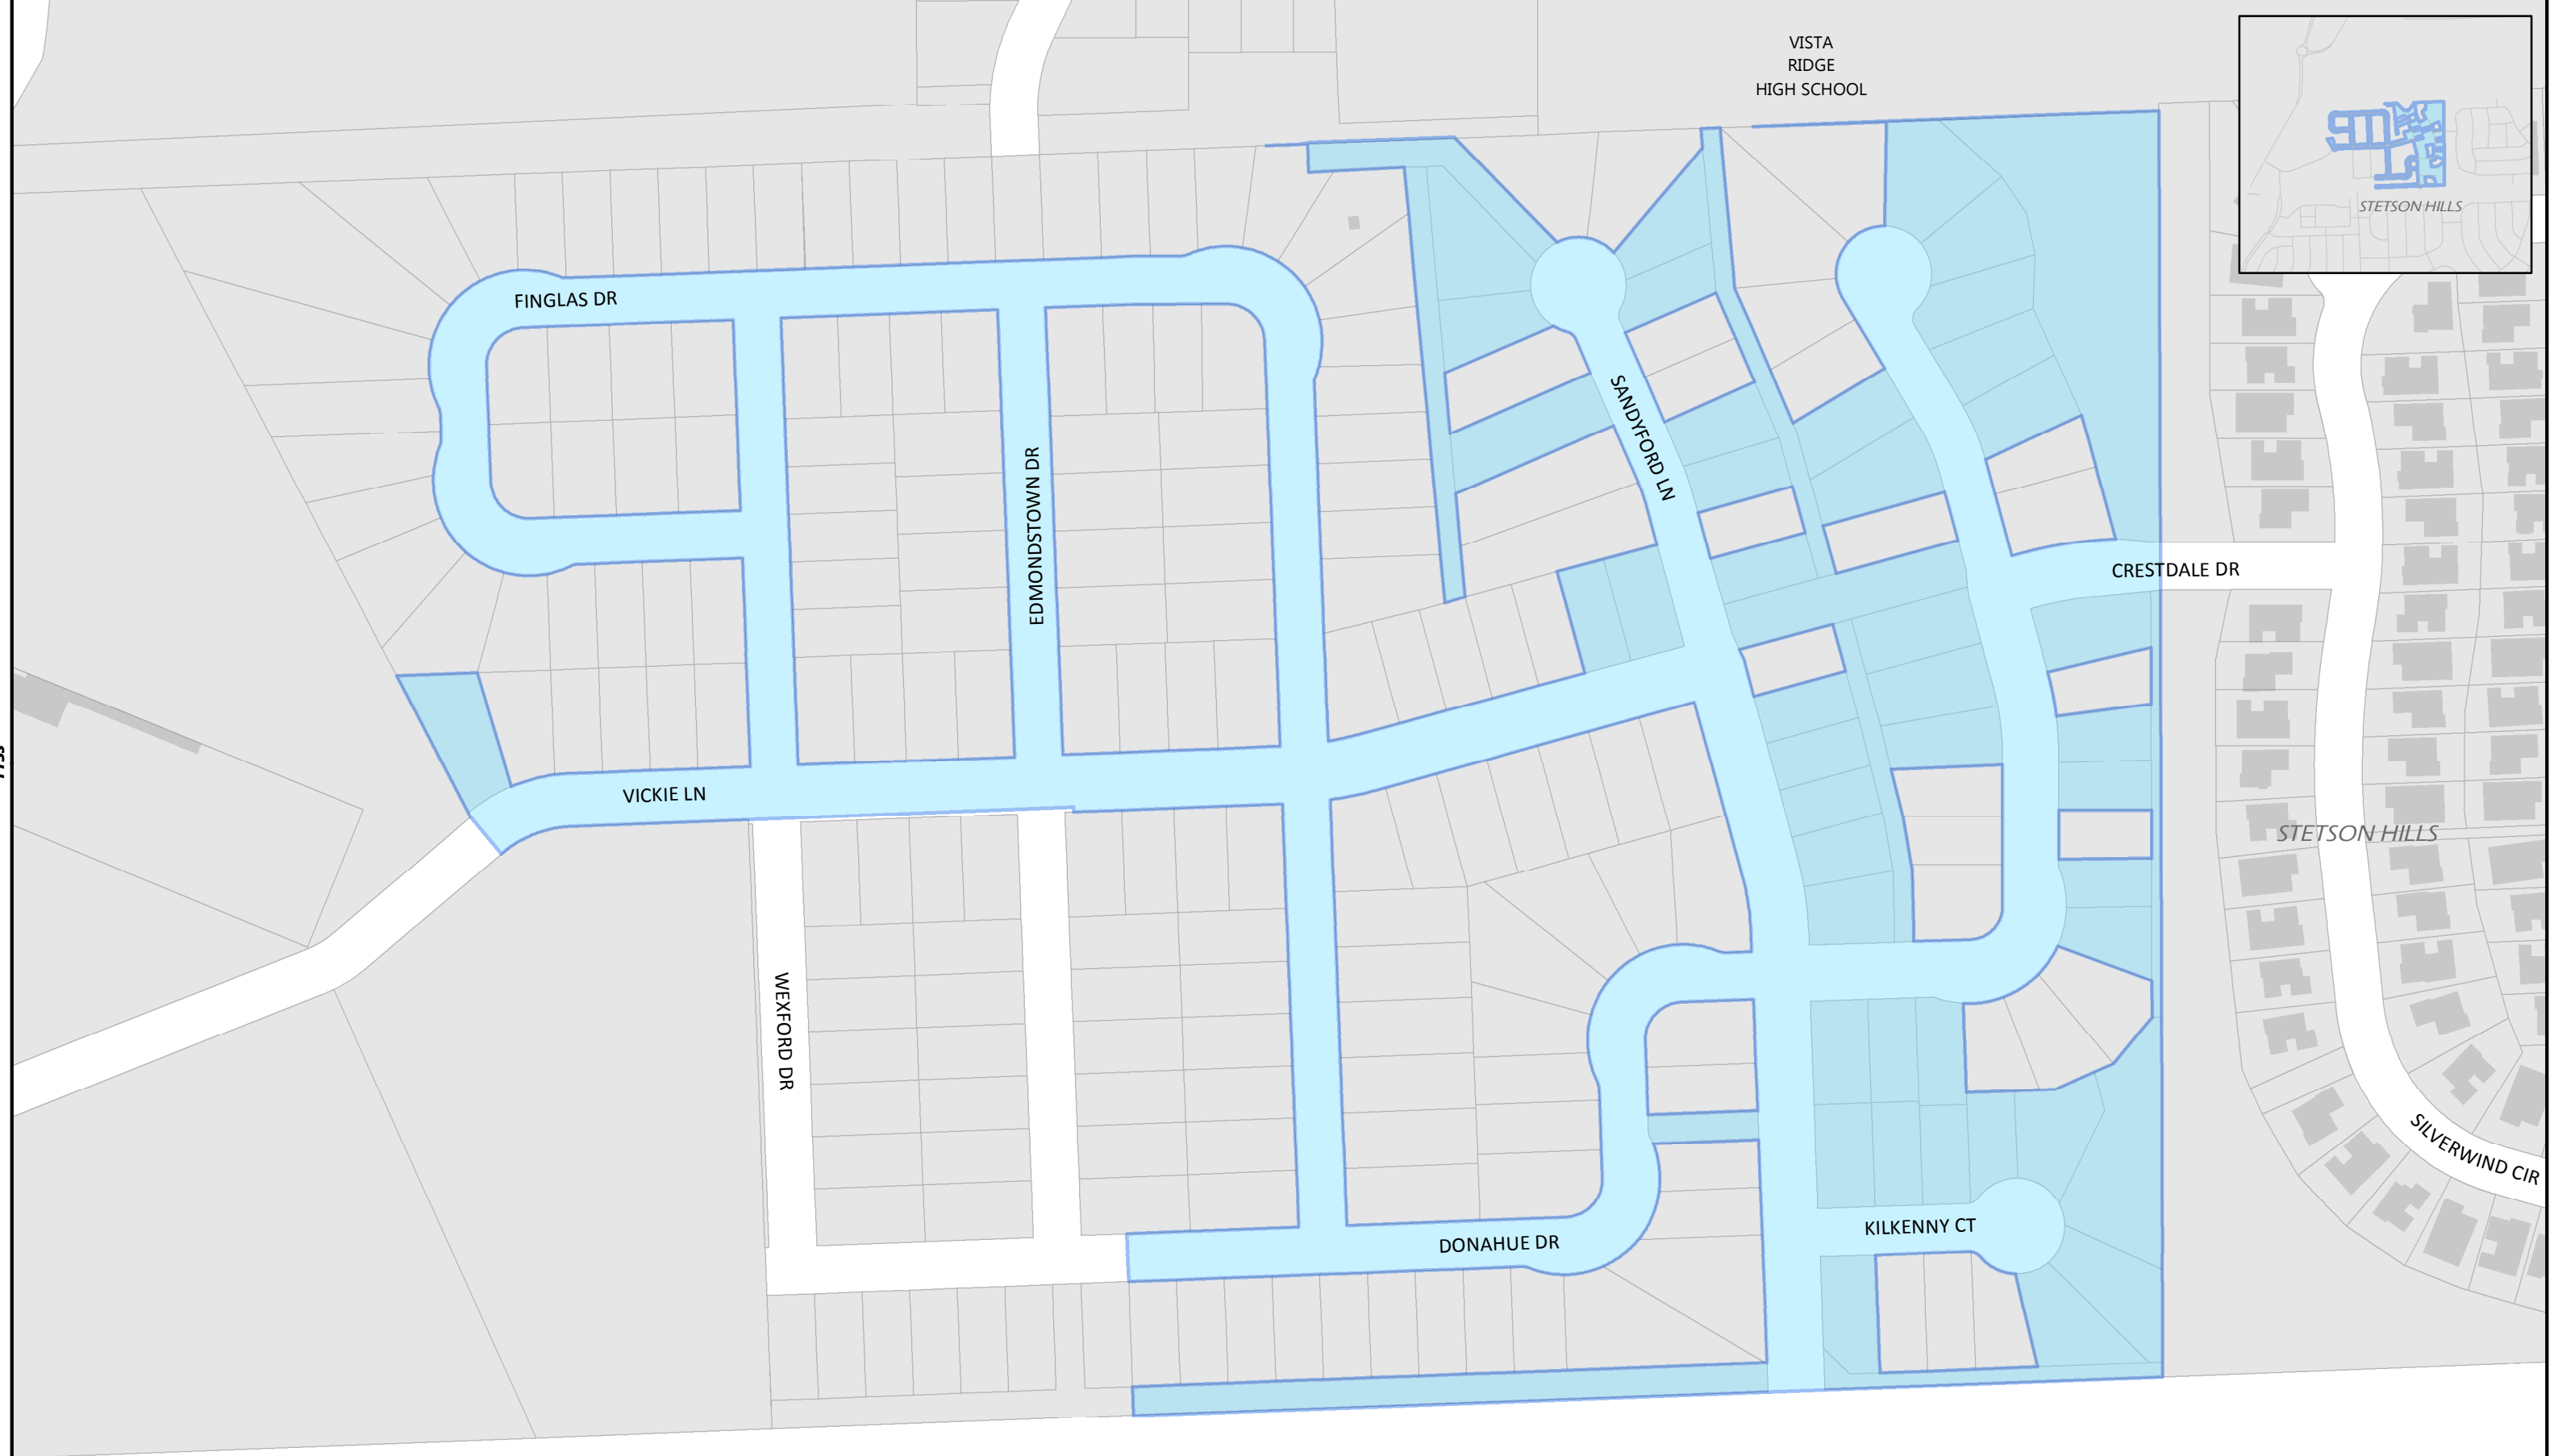 VISTA
RIDGE
HIGH SCHOOL
STETSON HILLS
FINGLAS DR
SANDYFORD LN
EDMONDSTOWN DR
CRESTDALE DR
VICKIE LN
STETSON HILLS
WEXFORD DR
SILVERWIND CIR
KILKENNY CT
DONAHUE DR